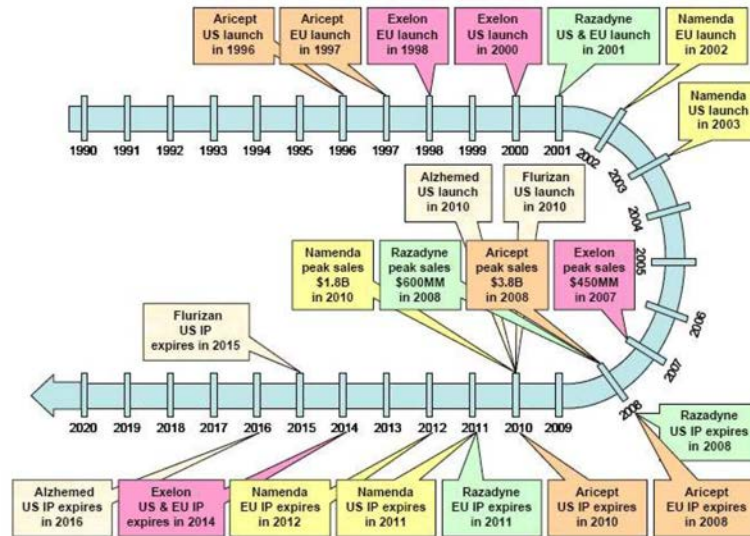 Aricept
US launch
in 1996
Aricept
EU launch
in 1997
Exelon
EU launch
in 1998
Exelon
US launch
in 2000
Razadyne
US & EU launch
in 2001
Namenda
EU launch
in 2002
Namenda
US launch
in 2003
1990 1991 1992 1993 1994 1995 1996 1997 1998 1999 2000 2001
2002
2003
2004
2005
2006
2007
2008
Alzhemed
US launch
in 2010
Flurizan
US launch
in 2010
Namenda
peak sales
$1.8B
in 2010
Razadyne
peak sales
$600MM
in 2008
Aricept
peak sales
$3.8B
in 2008
Exelon
peak sales
$450MM
in 2007
Flurizan
US IP
expires in 2015
2020 2019 2018 2017 2016 2015 2014 2013 2012 2011 2010 2009
Razadyne
US IP expires
in 2008
Alzhemed
US IP expires
in 2016
Exelon
US & EU IP
expires in 2014
Namenda
EU IP expires
in 2012
Namenda
US IP expires
in 2011
Razadyne
EU IP expires
in 2011
Aricept
US IP expires
in 2010
Aricept
EU IP expires
in 2008